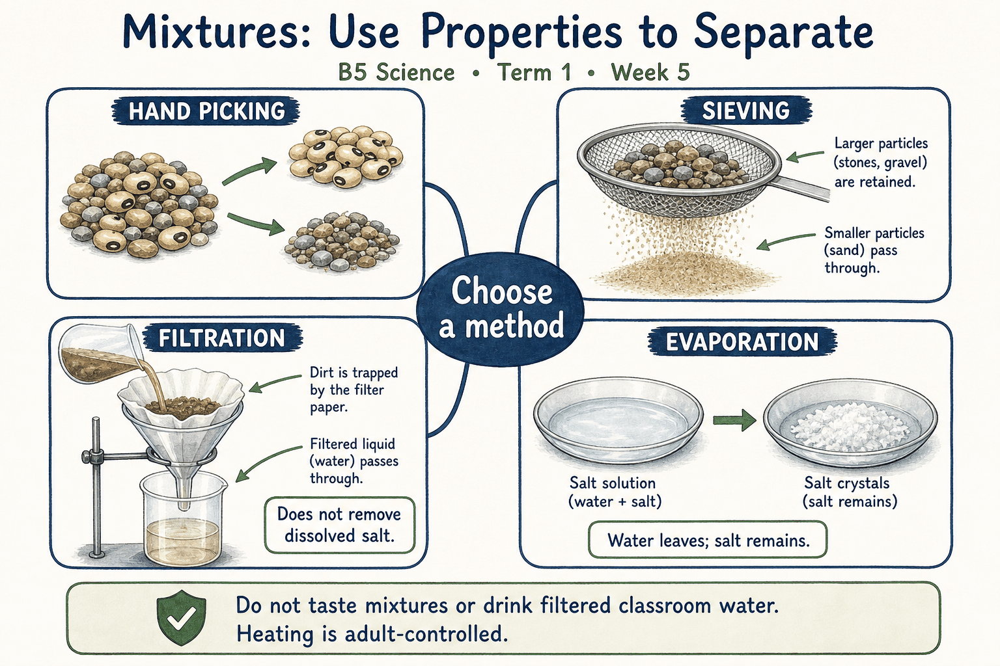 Mixtures: Use Properties to Separate
B5 Science • Term 1 • Week 5
HAND PICKING
SIEVING
Larger particles
(stones, gravel)
are retained.
Smaller particles
(sand) pass
through.
Choose
a method
FILTRATION
Dirt is trapped
by the filter
paper.
Filtered liquid
(water) passes
through.
Does not remove
dissolved salt.
EVAPORATION
Salt solution
(water + salt)
Salt crystals
(salt remains)
Water leaves; salt remains.
Do not taste mixtures or drink filtered classroom water.
Heating is adult-controlled.